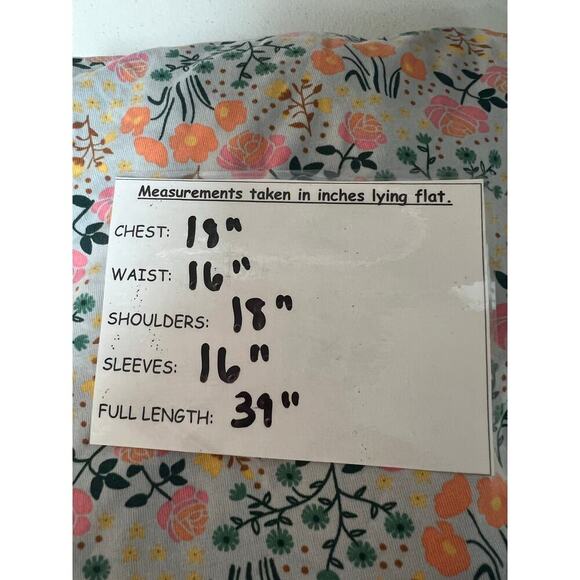 Measurements taken in inches lying flat.
CHEST: 18"
WAIST: 16"
SHOULDERS: 18"
SLEEVES: 16"
FULL LENGTH: 39"